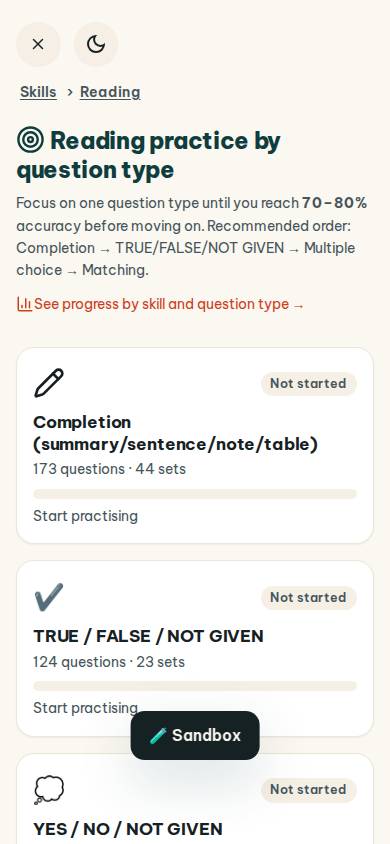 Skills > Reading
Reading practice by
question type
Focus on one question type until you reach 70–80%
accuracy before moving on. Recommended order:
Completion → TRUE/FALSE/NOT GIVEN → Multiple
choice → Matching.
See progress by skill and question type →
Not started
Completion
(summary/sentence/note/table)
173 questions · 44 sets
Start practising
Not started
TRUE / FALSE / NOT GIVEN
124 questions · 23 sets
Start practising
Sandbox
Not started
YES / NO / NOT GIVEN